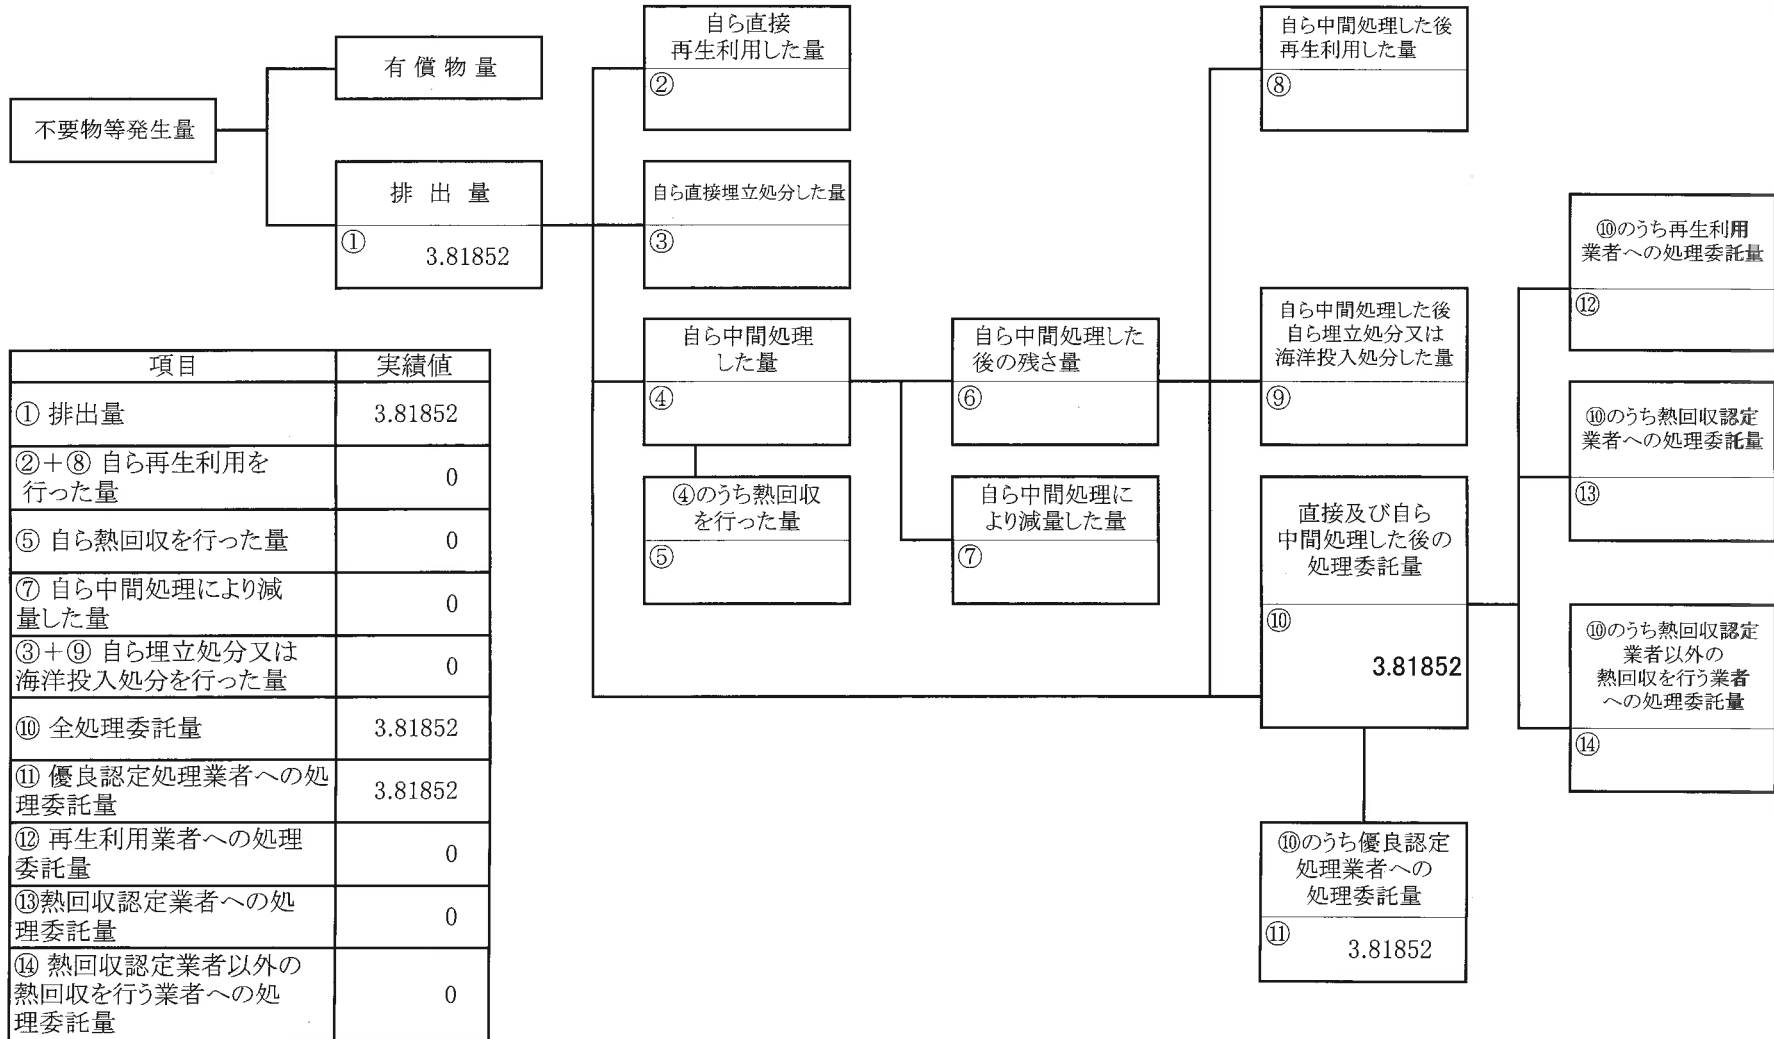 不要物等発生量
有償物量
排出量
①
3.81852
自ら直接
再生利用した量
②
自ら直接埋立処分した量
③
自ら中間処理
した量
④
④のうち熱回収
を行った量
⑤
自ら中間処理した
後の残さ量
⑥
自ら中間処理に
より減量した量
⑦
自ら中間処理した後
再生利用した量
⑧
自ら中間処理した後
自ら埋立処分又は
海洋投入処分した量
⑨
直接及び自ら
中間処理した後の
処理委託量
⑩
3.81852
⑩のうち優良認定
処理業者への
処理委託量
⑪
3.81852
⑩のうち再生利用
業者への処理委託量
⑫
⑩のうち熱回収認定
業者への処理委託量
⑬
⑩のうち熱回収認定
業者以外の
熱回収を行う業者
への処理委託量
⑭
項目 実績値
① 排出量 3.81852
②+⑧ 自ら再生利用を
行った量 0
⑤ 自ら熱回収を行った量 0
⑦ 自ら中間処理により減
量した量 0
③+⑨ 自ら埋立処分又は
海洋投入処分を行った量 0
⑩ 全処理委託量 3.81852
⑪ 優良認定処理業者への処
理委託量 3.81852
⑫ 再生利用業者への処理
委託量 0
⑬熱回収認定業者への処
理委託量 0
⑭ 熱回収認定業者以外の
熱回収を行う業者への処
理委託量 0